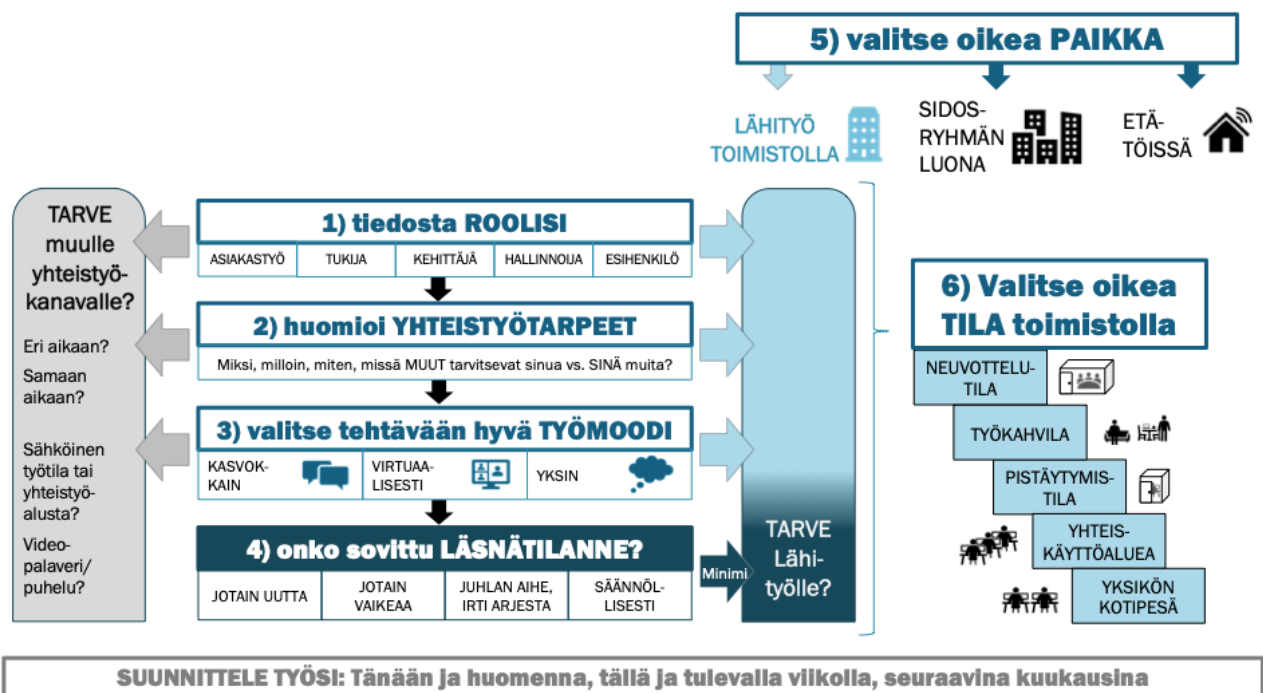 5) valitse oikea PAIKKA
LÄHITYÖ
TOIMISTOLLA
SIDOS-
RYHMÄN
LUONA
ETÄ-
TÖISSÄ
TARVE
muulle
yhteistyö-
kanavalle?
Eri aikaan?
Samaan
aikaan?
Sähköinen
työtila tai
yhteistyö-
alusta?
Video-
palaveri/
puhelu?
1) tiedosta ROOLISI
ASIAKASTYÖ
TUKIJA
KEHITTÄJÄ
HALLINNOIJA
ESIHENKILÖ
2) huomioi YHTEISTYÖTARPEET
Miksi, milloin, miten, missä MUUT tarvitsevat sinua vs. SINÄ muita?
3) valitse tehtävään hyvä TYÖMOODI
KASVOK-
KAIN
VIRTUAA-
LISESTI
YKSIN
4) onko sovittu LÄSNÄTILANNE?
JOTAIN UUTTA
JOTAIN
VAIKEAA
JUHLAN AIHE,
IRTI ARJESTA
SÄÄNNÖL-
LISESTI
Minimi
TARVE
Lähi-
työlle?
6) Valitse oikea
TILA toimistolla
NEUVOTTELU-
TILA
TYÖKAHVILA
PISTÄYTYMIS-
TILA
YHTEIS-
KÄYTTÖALUEA
YKSIKÖN
KOTIPESÄ
SUUNNITTELE TYÖSI: Tänään ja huomenna, tällä ja tulevalla viikolla, seuraavina kuukausina